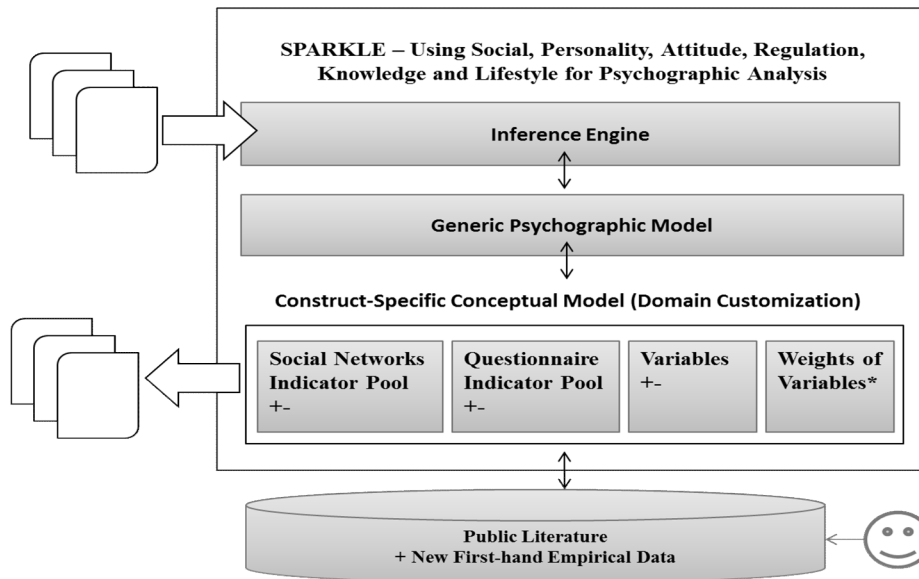 SPARKLE – Using Social, Personality, Attitude, Regulation,
Knowledge and Lifestyle for Psychographic Analysis
Inference Engine
Generic Psychographic Model
Construct-Specific Conceptual Model (Domain Customization)
Social Networks
Indicator Pool
+-
Questionnaire
Indicator Pool
+-
Variables
+-
Weights of
Variables*
Public Literature
+ New First-hand Empirical Data